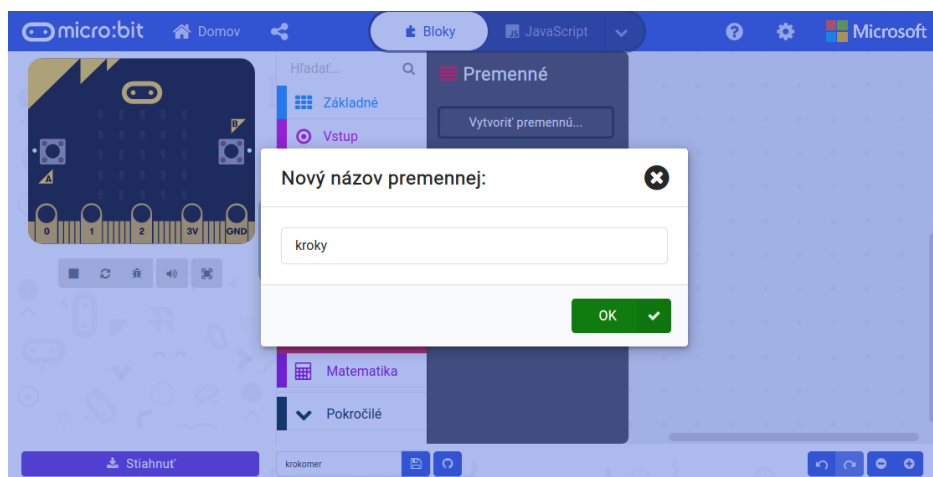 micro:bit Domov Bloky JS JavaScript Microsoft
Hľadať...
Premenné
Základné
Vytvoriť premennú...
Vstup
B
A
0 1 2 3V GND
Nový názov premennej:
kroky
OK
Matematika
Pokročilé
Stiahnuť
krokomer